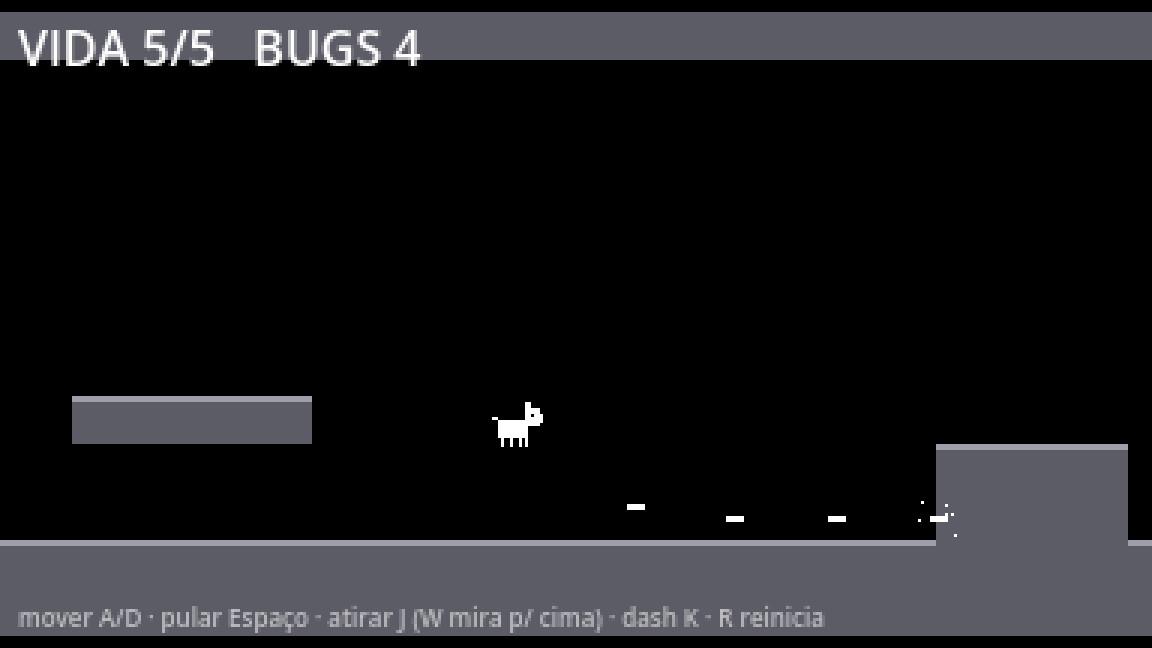 VIDA 5/5 BUGS 4
mover A/D · pular Espaço · atirar J (W mira p/ cima) · dash K · R reinicia